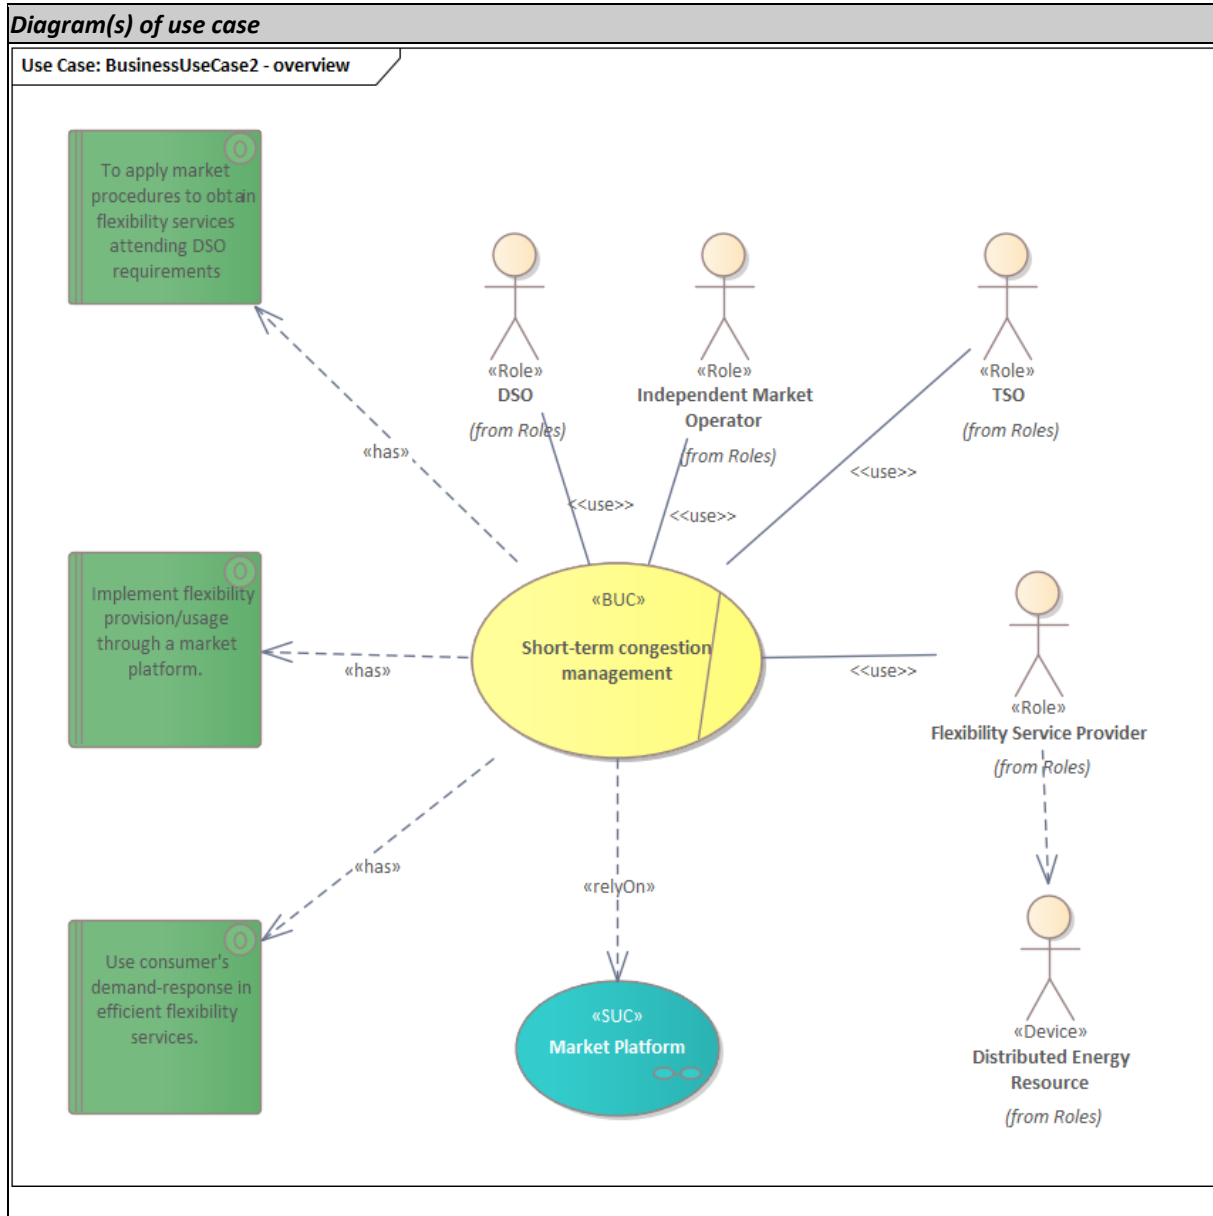 Diagram(s) of use case
Use Case: BusinessUseCase2 - overview
To apply market
procedures to obtain
flexibility services
attending DSO
requirements
«Role»
DSO
(from Roles)
«Role»
Independent Market
Operator
(from Roles)
«Role»
TSO
(from Roles)
«has»
<<use>>
<<use>>
<<use>>
Implement flexibility
provision/usage
through a market
platform.
«has»
«BUC»
Short-term congestion
management
<<use>>
«Role»
Flexibility Service Provider
(from Roles)
«has»
«relyOn»
Use consumer's
demand-response in
efficient flexibility
services.
«SUC»
Market Platform
«Device»
Distributed Energy
Resource
(from Roles)